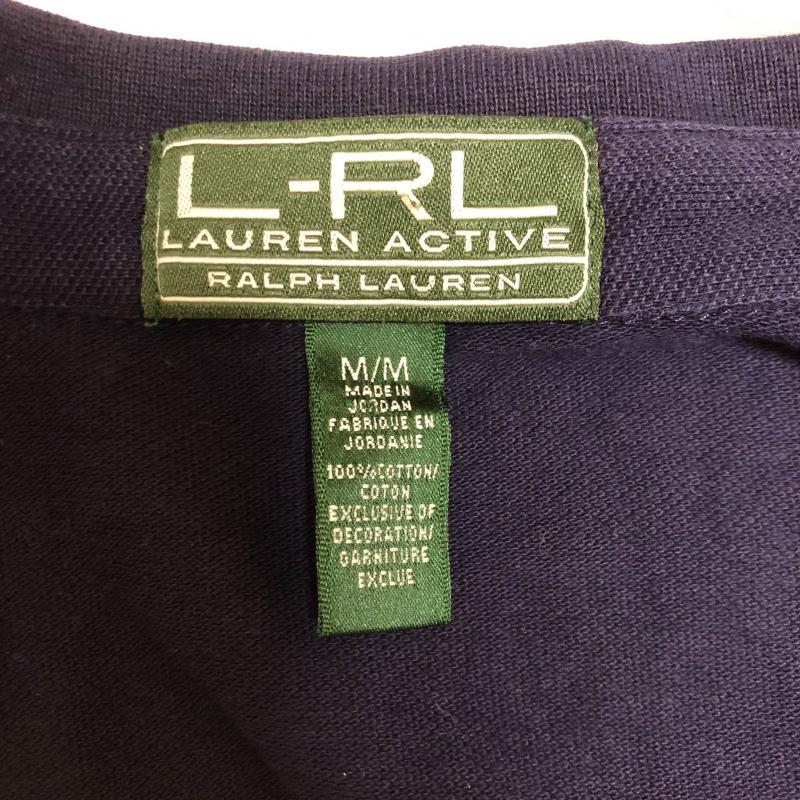 L-RL
LAUREN ACTIVE
RALPH LAUREN
M/M
MADE IN
JORDAN
FABRIQUE EN
JORDANIE
100% COTTON/
COTON
EXCLUSIVE OF
DECORATION/
GARNITURE
EXCLUE